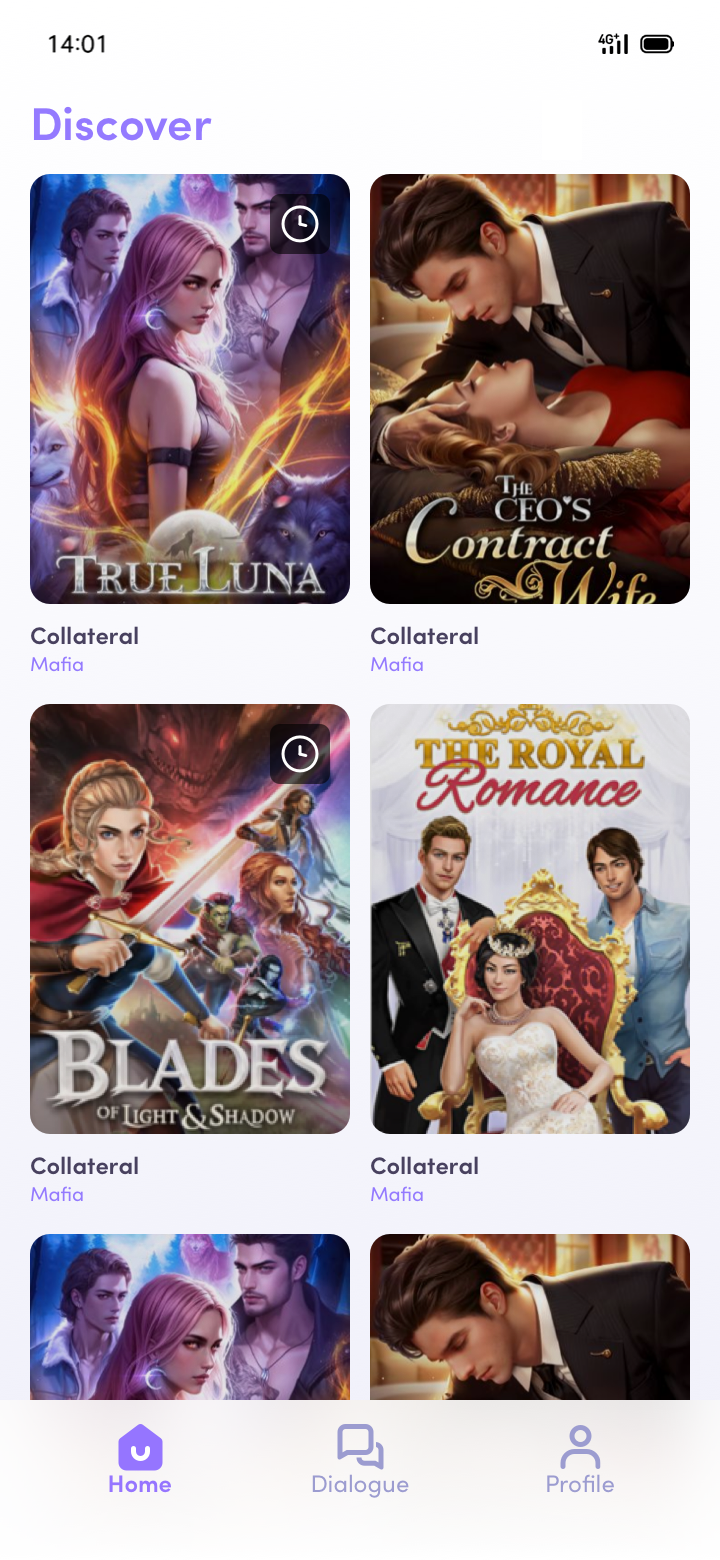 14:01
4G+
Discover
TRUE LUNA
THE
CEO'S
Contract
Wife
Collateral
Mafia
Collateral
Mafia
BLADES
OF LIGHT & SHADOW
THE ROYAL
Romance
Collateral
Mafia
Collateral
Mafia
Home
Dialogue
Profile